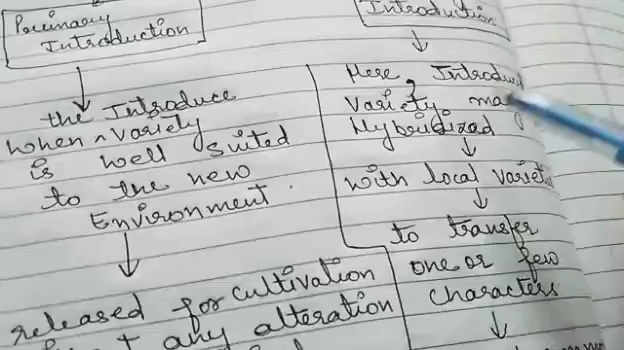 Primary
Introduction
the Introduce
when ^ variety
is well suited
to the new
Environment.
released for cultivation
any alteration
Introduction
Here, Introdu
Variety ma
Hybridized
with local variet
to transfer
one or few
characters